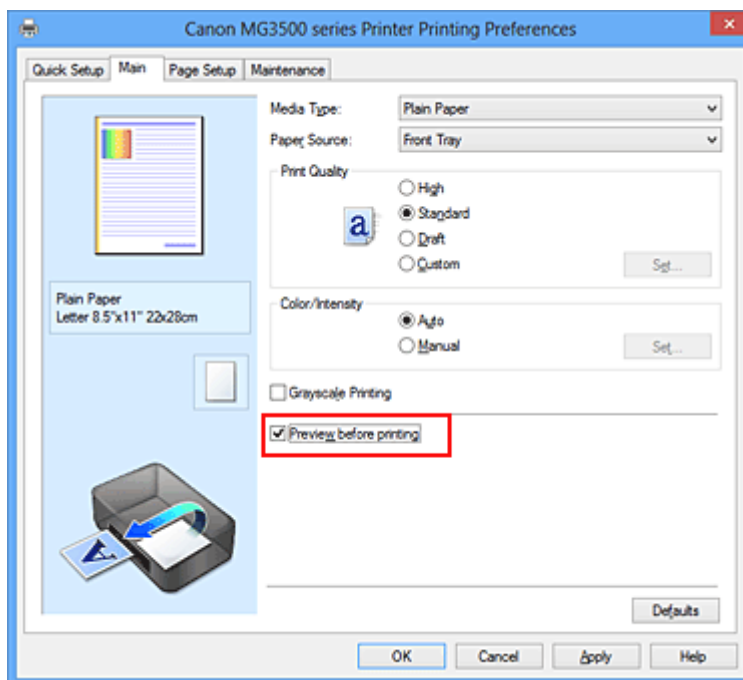 Canon MG3500 series Printer Printing Preferences
Quick Setup Main Page Setup Maintenance
Media Type: Plain Paper
Paper Source: Front Tray
Print Quality
High
a Standard
Draft
Custom Set...
Plain Paper
Letter 8.5"x11" 22x28cm
Color/Intensity
Auto
Manual Set...
Grayscale Printing
Preview before printing
A
Defaults
OK Cancel Apply Help